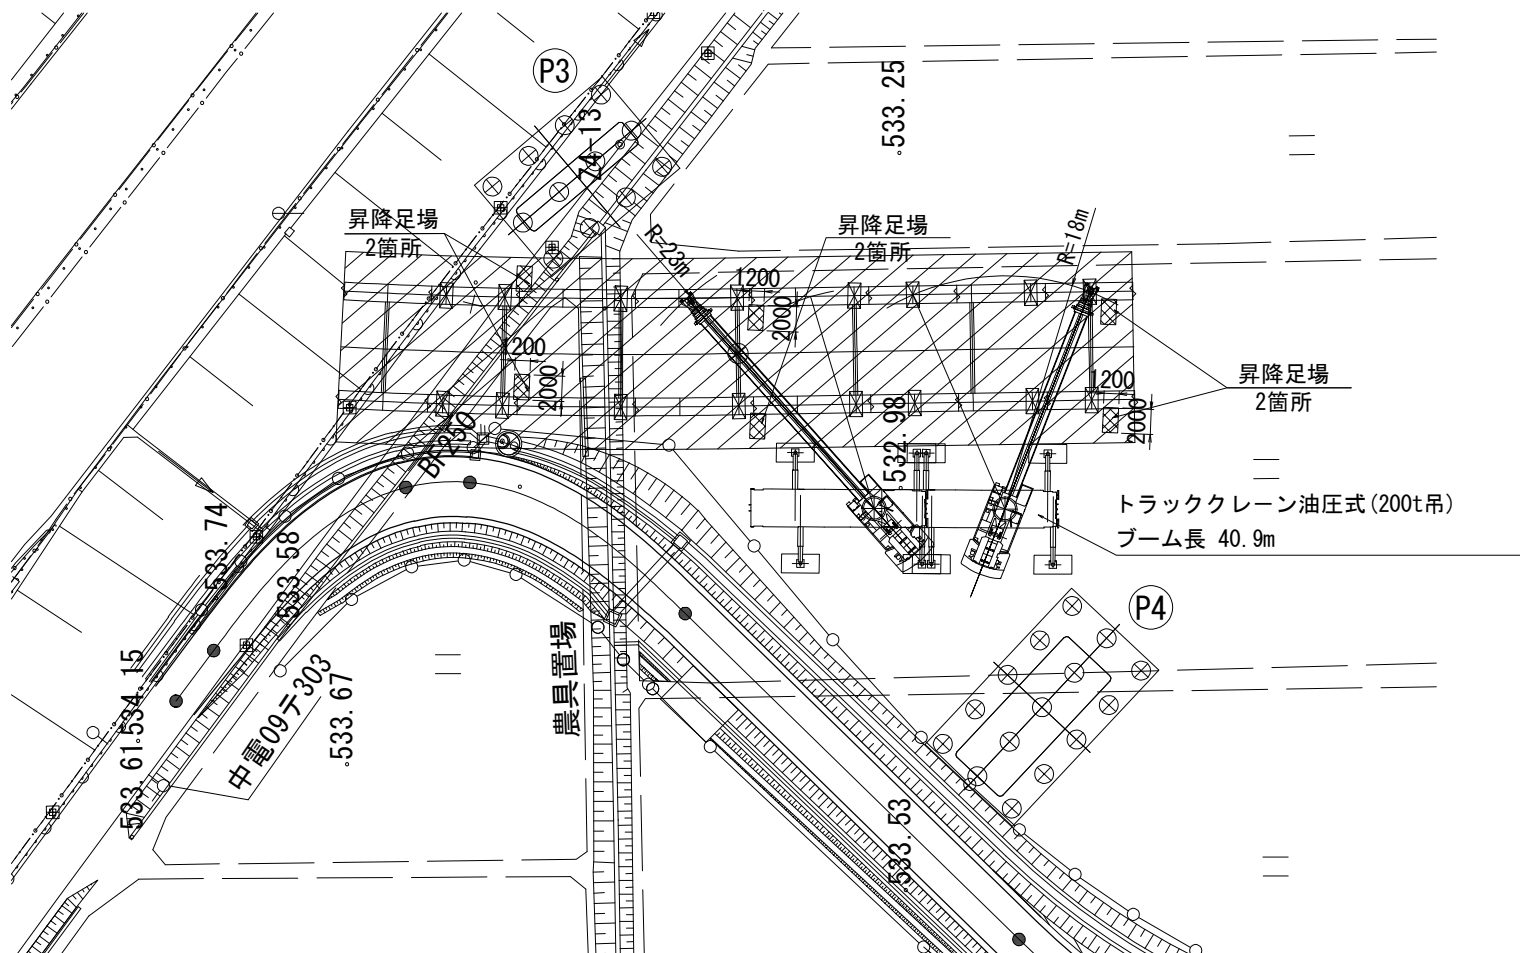 P3
.533.25
Z4-13
昇降足場
2箇所
R=23m
昇降足場
2箇所
R=18m
1200
2000
1200
2000
昇降足場
2箇所
1200
2000
BF250
.532.98
トラッククレーン油圧式(200t吊)
ブーム長 40.9m
.533.74
.533.58
P4
農具置場
534.15
.533.61
中電09テ303
.533.67
.533.53